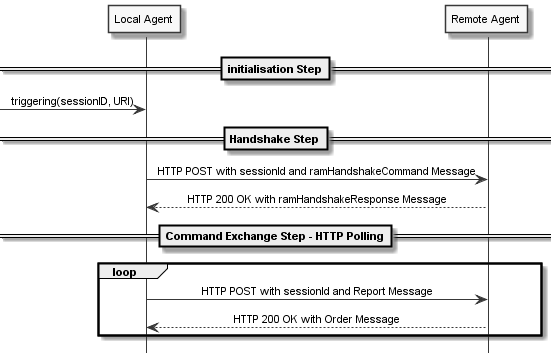 Local Agent
Remote Agent
initialisation Step
triggering(sessionID, URI)
Handshake Step
HTTP POST with sessionId and ramHandshakeCommand Message
HTTP 200 OK with ramHandshakeResponse Message
Command Exchange Step - HTTP Polling
loop
HTTP POST with sessionId and Report Message
HTTP 200 OK with Order Message